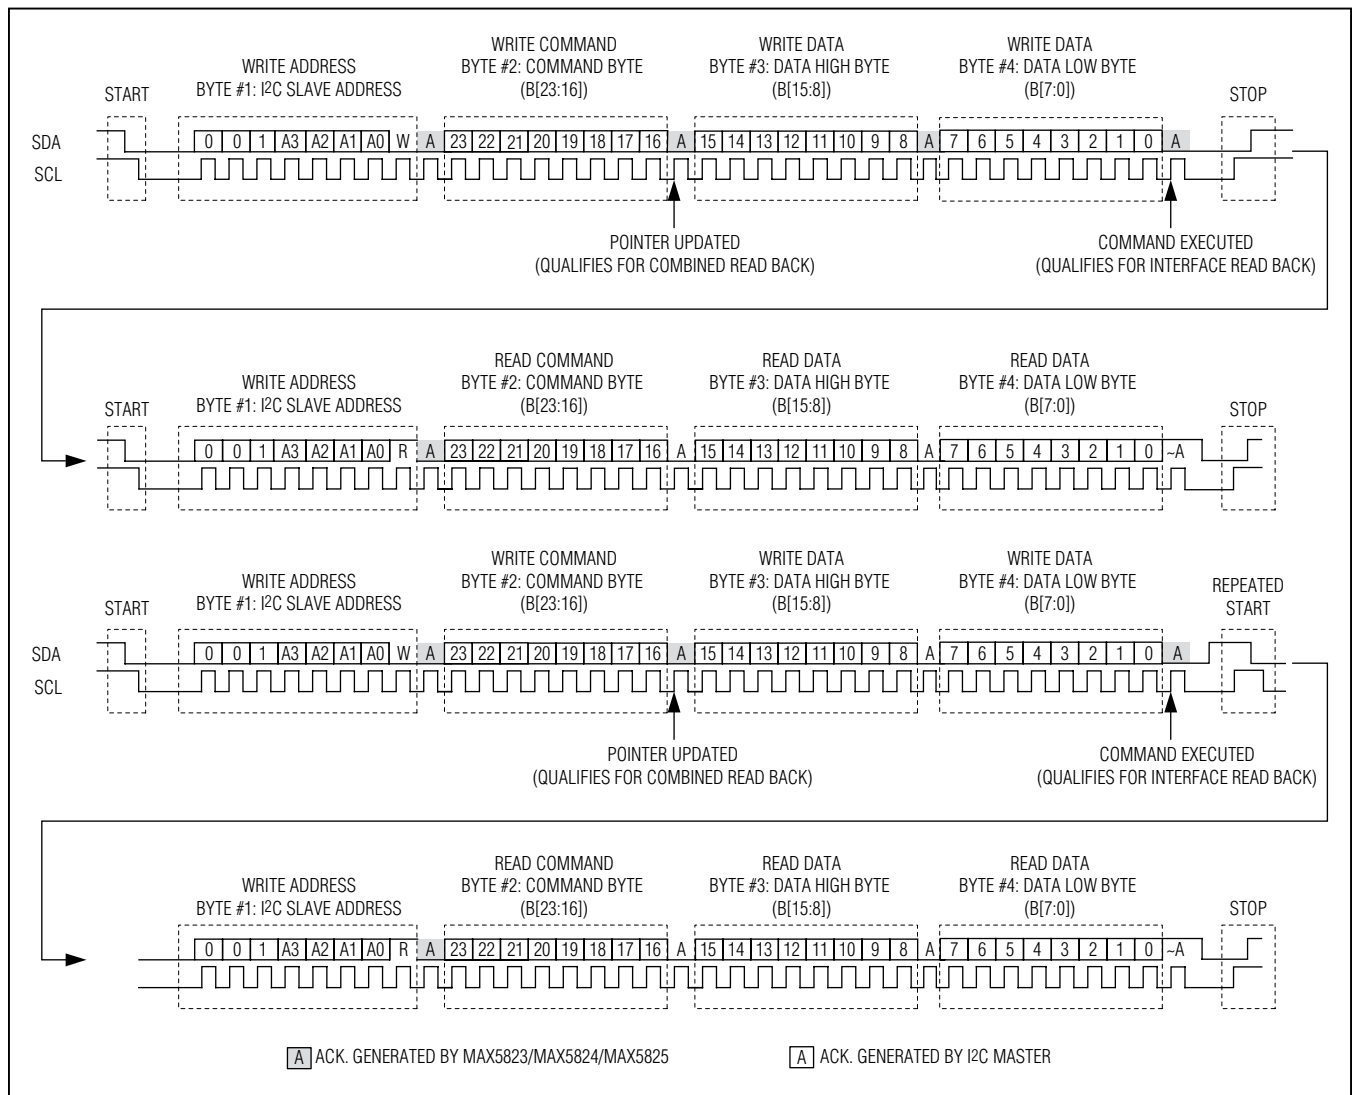 WRITE COMMAND WRITE DATA WRITE DATA
WRITE ADDRESS BYTE #2: COMMAND BYTE BYTE #3: DATA HIGH BYTE BYTE #4: DATA LOW BYTE
START BYTE #1: I2C SLAVE ADDRESS (B[23:16]) (B[15:8]) (B[7:0]) STOP
SDA 0 0 1 A3 A2 A1 A0 W A 23 22 21 20 19 18 17 16 A 15 14 13 12 11 10 9 8 A 7 6 5 4 3 2 1 0 A
SCL
POINTER UPDATED COMMAND EXECUTED
(QUALIFIES FOR COMBINED READ BACK) (QUALIFIES FOR INTERFACE READ BACK)
READ COMMAND READ DATA READ DATA
WRITE ADDRESS BYTE #2: COMMAND BYTE BYTE #3: DATA HIGH BYTE BYTE #4: DATA LOW BYTE
START BYTE #1: I2C SLAVE ADDRESS (B[23:16]) (B[15:8]) (B[7:0]) STOP
0 0 1 A3 A2 A1 A0 R A 23 22 21 20 19 18 17 16 A 15 14 13 12 11 10 9 8 A 7 6 5 4 3 2 1 0 ~A
WRITE COMMAND WRITE DATA WRITE DATA
WRITE ADDRESS BYTE #2: COMMAND BYTE BYTE #3: DATA HIGH BYTE BYTE #4: DATA LOW BYTE REPEATED
START BYTE #1: I2C SLAVE ADDRESS (B[23:16]) (B[15:8]) (B[7:0]) START
SDA 0 0 1 A3 A2 A1 A0 W A 23 22 21 20 19 18 17 16 A 15 14 13 12 11 10 9 8 A 7 6 5 4 3 2 1 0 A
SCL
POINTER UPDATED COMMAND EXECUTED
(QUALIFIES FOR COMBINED READ BACK) (QUALIFIES FOR INTERFACE READ BACK)
READ COMMAND READ DATA READ DATA
WRITE ADDRESS BYTE #2: COMMAND BYTE BYTE #3: DATA HIGH BYTE BYTE #4: DATA LOW BYTE
BYTE #1: I2C SLAVE ADDRESS (B[23:16]) (B[15:8]) (B[7:0]) STOP
0 0 1 A3 A2 A1 A0 R A 23 22 21 20 19 18 17 16 A 15 14 13 12 11 10 9 8 A 7 6 5 4 3 2 1 0 ~A
A ACK. GENERATED BY MAX5823/MAX5824/MAX5825 A ACK. GENERATED BY I2C MASTER